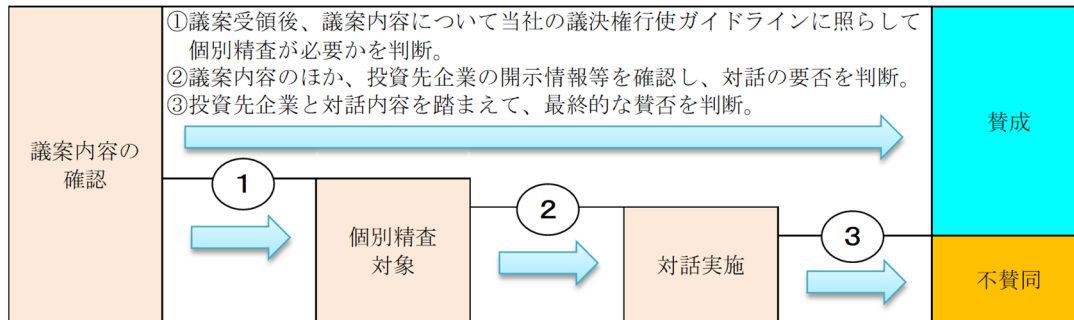 ①議案受領後、議案内容について当社の議決権行使ガイドラインに照らして
個別精査が必要かを判断。
②議案内容のほか、投資先企業の開示情報等を確認し、対話の要否を判断。
③投資先企業と対話内容を踏まえて、最終的な賛否を判断。
議案内容の
確認
1
個別精査
対象
2
対話実施
3
賛成
不賛同